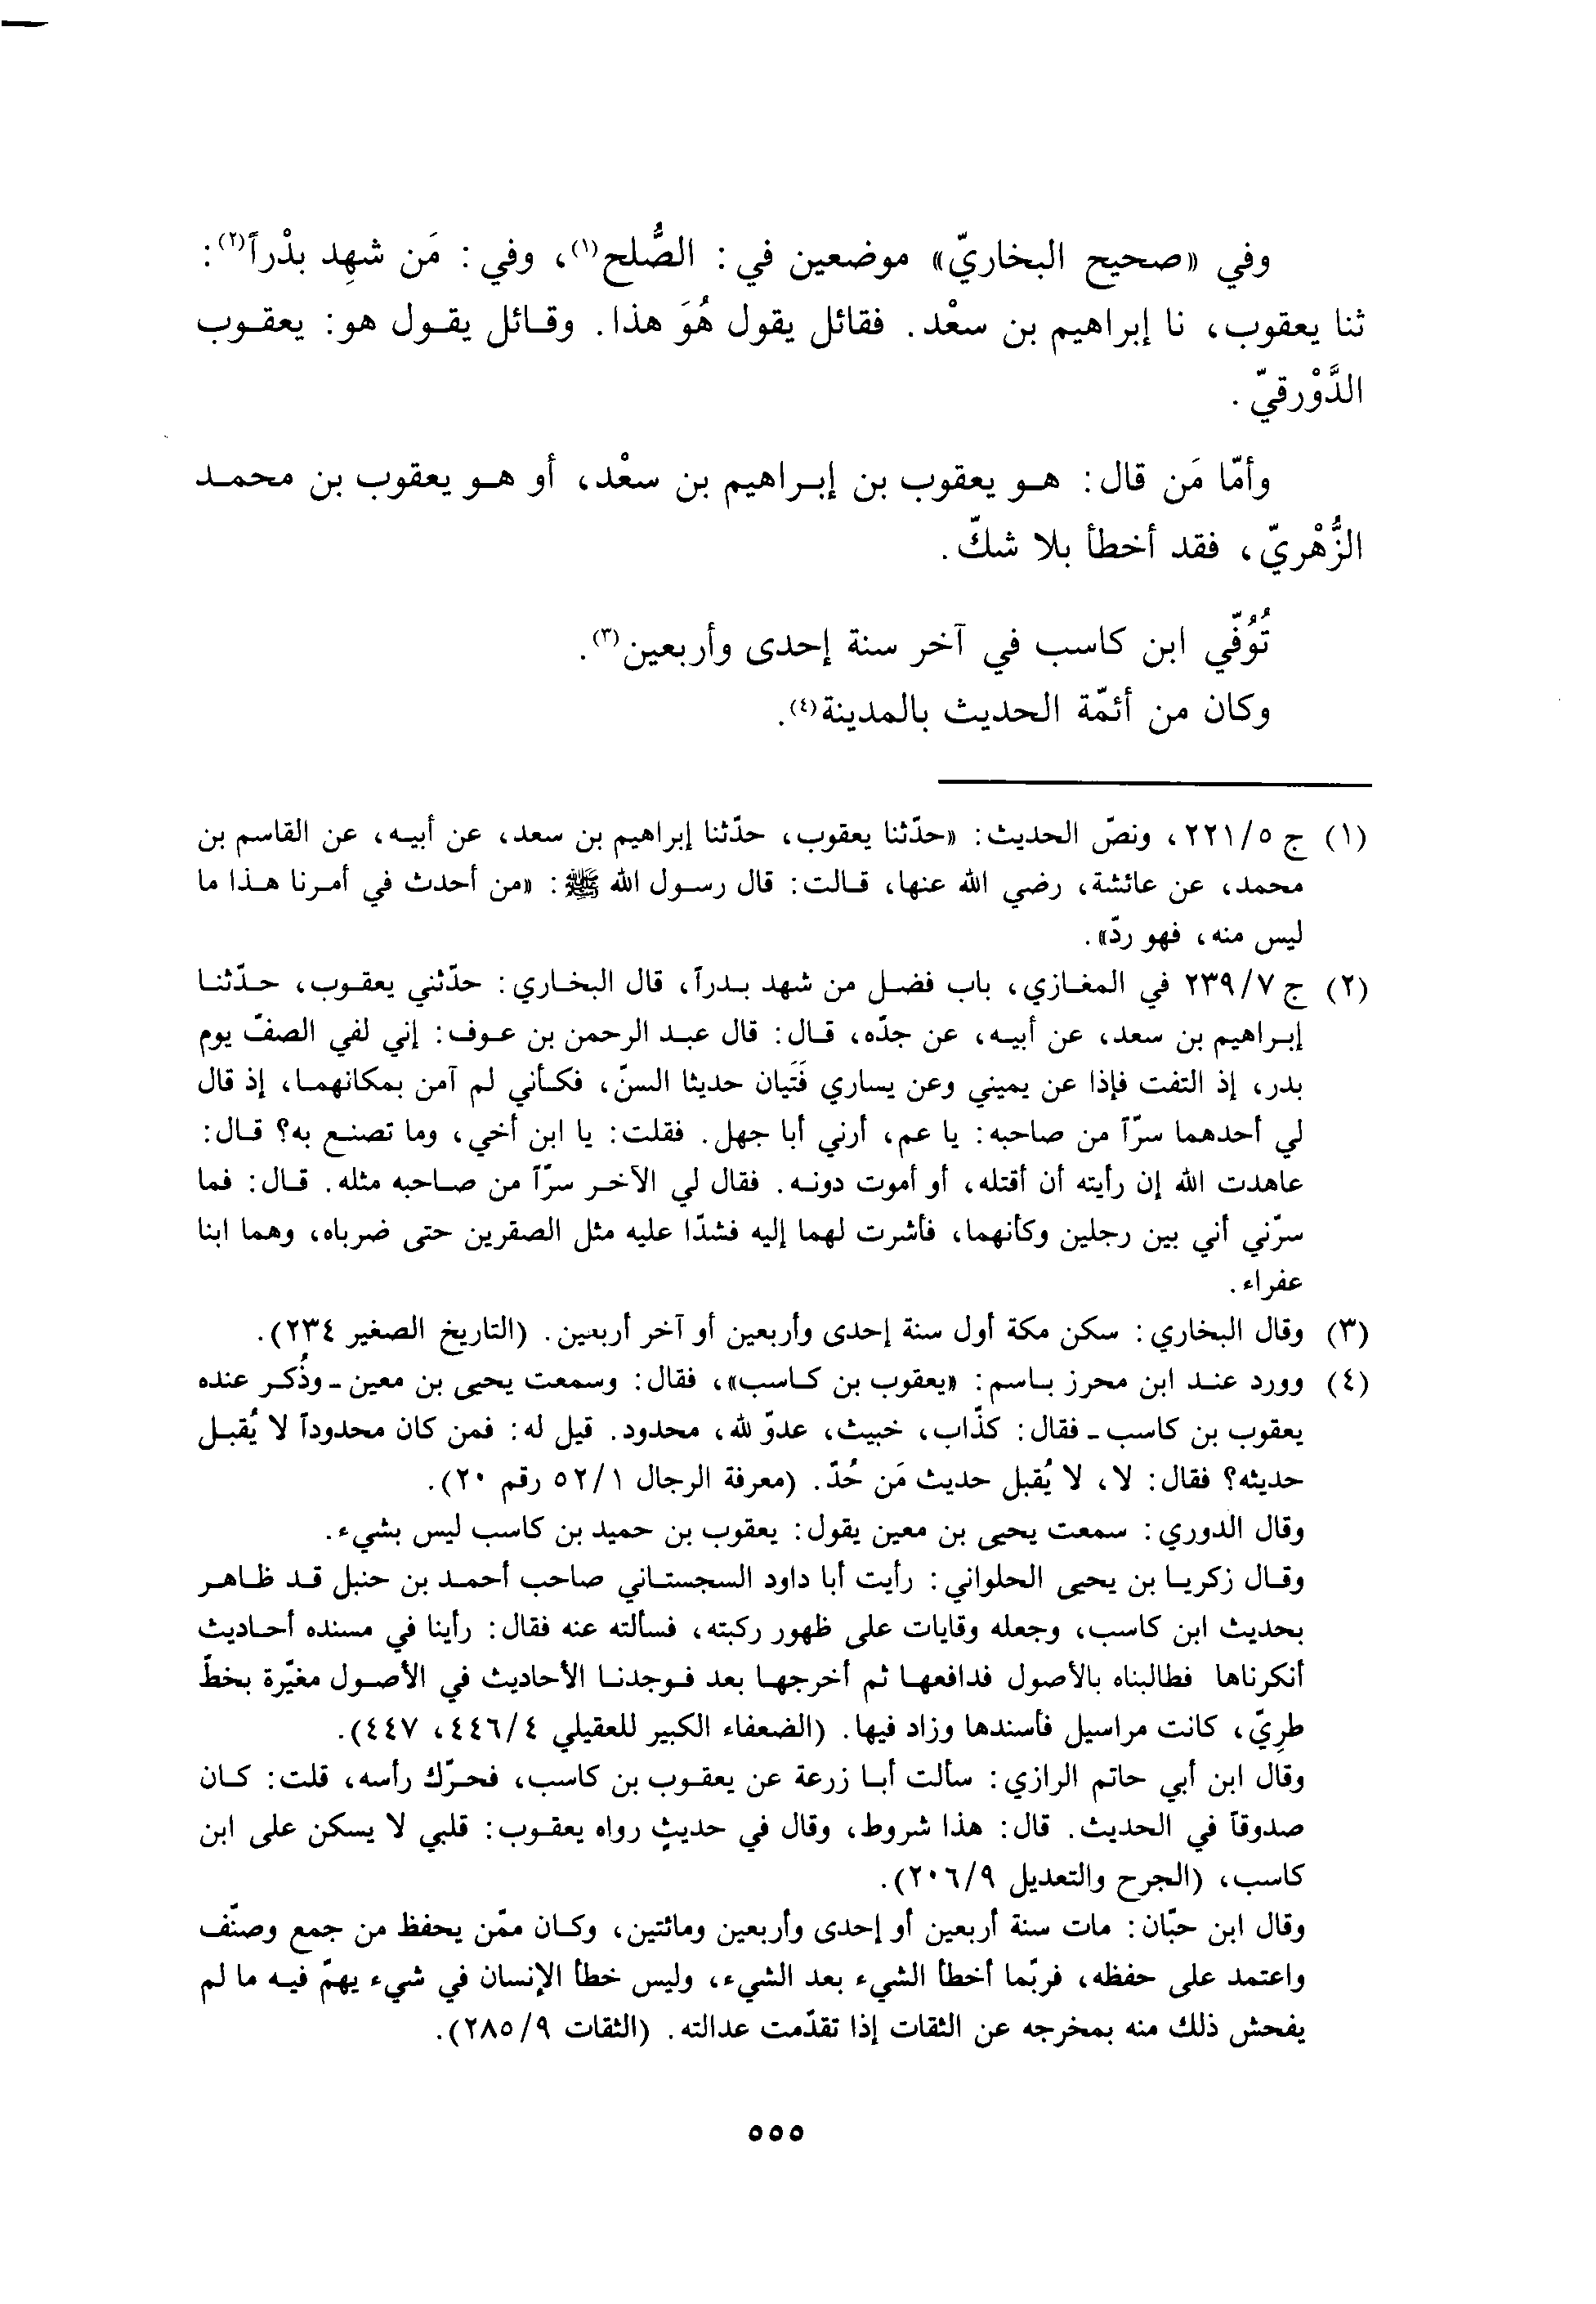 وفي «صحيح البخاريّ» موضعين في: الصُّلح(١)، وفي: مَن شهِد بدْراً(٢):
ثنا يعقوب، نا إبراهيم بن سعْد. فقائل يقول هُوَ هذا. وقائل يقول هو: يعقوب
الدَّوْرقيّ.
وأمّا مَن قال: هو يعقوب بن إبراهيم بن سعْد، أو هو يعقوب بن محمد
الزُّهْريّ، فقد أخطأ بلا شكّ.
تُوُفّي ابن كاسب في آخر سنة إحدى وأربعين(٣).
وكان من أئمّة الحديث بالمدينة(٤).
(١) ج ٥/٢٢١، ونصّ الحديث: «حدّثنا يعقوب، حدّثنا إبراهيم بن سعد، عن أبيه، عن القاسم بن
محمد، عن عائشة، رضي الله عنها، قالت: قال رسول الله ﷺ: «من أحدث في أمرنا هذا ما
ليس منه، فهو ردّ».
(٢) ج ٧/٢٣٩ في المغازي، باب فضل من شهد بدراً، قال البخاري: حدّثني يعقوب، حدّثنا
إبراهيم بن سعد، عن أبيه، عن جدّه، قال: قال عبد الرحمن بن عوف: إني لفي الصفّ يوم
بدر، إذ التفت فإذا عن يميني وعن يساري فَتَيان حديثا السنّ، فكأني لم آمن بمكانهما، إذ قال
لي أحدهما سرّاً من صاحبه: يا عم، أرني أبا جهل. فقلت: يا ابن أخي، وما تصنع به؟ قال:
عاهدت الله إن رأيته أن أقتله، أو أموت دونه. فقال لي الآخر سرّاً من صاحبه مثله. قال: فما
سرّني أني بين رجلين وكأنهما، فأشرت لهما إليه فشدّا عليه مثل الصقرين حتى ضرباه، وهما ابنا
عفراء.
(٣) وقال البخاري: سكن مكة أول سنة إحدى وأربعين أو آخر أربعين. (التاريخ الصغير ٢٣٤).
(٤) وورد عند ابن محرز باسم: «يعقوب بن كاسب»، فقال: وسمعت يحيى بن معين - وذُكر عنده
يعقوب بن كاسب - فقال: كذّاب، خبيث، عدوّ لله، محدود. قيل له: فمن كان محدوداً لا يُقبل
حديثه؟ فقال: لا، لا يُقبل حديث مَن حُدّ. (معرفة الرجال ١/٥٢ رقم ٢٠).
وقال الدوري: سمعت يحيى بن معين يقول: يعقوب بن حميد بن كاسب ليس بشيء.
وقال زكريا بن يحيى الحلواني: رأيت أبا داود السجستاني صاحب أحمد بن حنبل قد ظاهر
بحديث ابن كاسب، وجعله وقايات على ظهور ركبته، فسألته عنه فقال: رأينا في مسنده أحاديث
أنكرناها فطالبناه بالأصول فدافعها ثم أخرجها بعد فوجدنا الأحاديث في الأصول مغيّرة بخطّ
طرِيّ، كانت مراسيل فأسندها وزاد فيها. (الضعفاء الكبير للعقيلي ٤/٤٤٦، ٤٤٧).
وقال ابن أبي حاتم الرازي: سألت أبا زرعة عن يعقوب بن كاسب، فحرّك رأسه، قلت: كان
صدوقاً في الحديث. قال: هذا شروط، وقال في حديثٍ رواه يعقوب: قلبي لا يسكن على ابن
كاسب، (الجرح والتعديل ٩/٢٠٦).
وقال ابن حبّان: مات سنة أربعين أو إحدى وأربعين ومائتين، وكان ممّن يحفظ من جمع وصنّف
واعتمد على حفظه، فربّما أخطأ الشيء بعد الشيء، وليس خطأ الإنسان في شيء يهمّ فيه ما لم
يفحش ذلك منه بمخرجه عن الثقات إذا تقدّمت عدالته. (الثقات ٩/٢٨٥).
٥٥٥